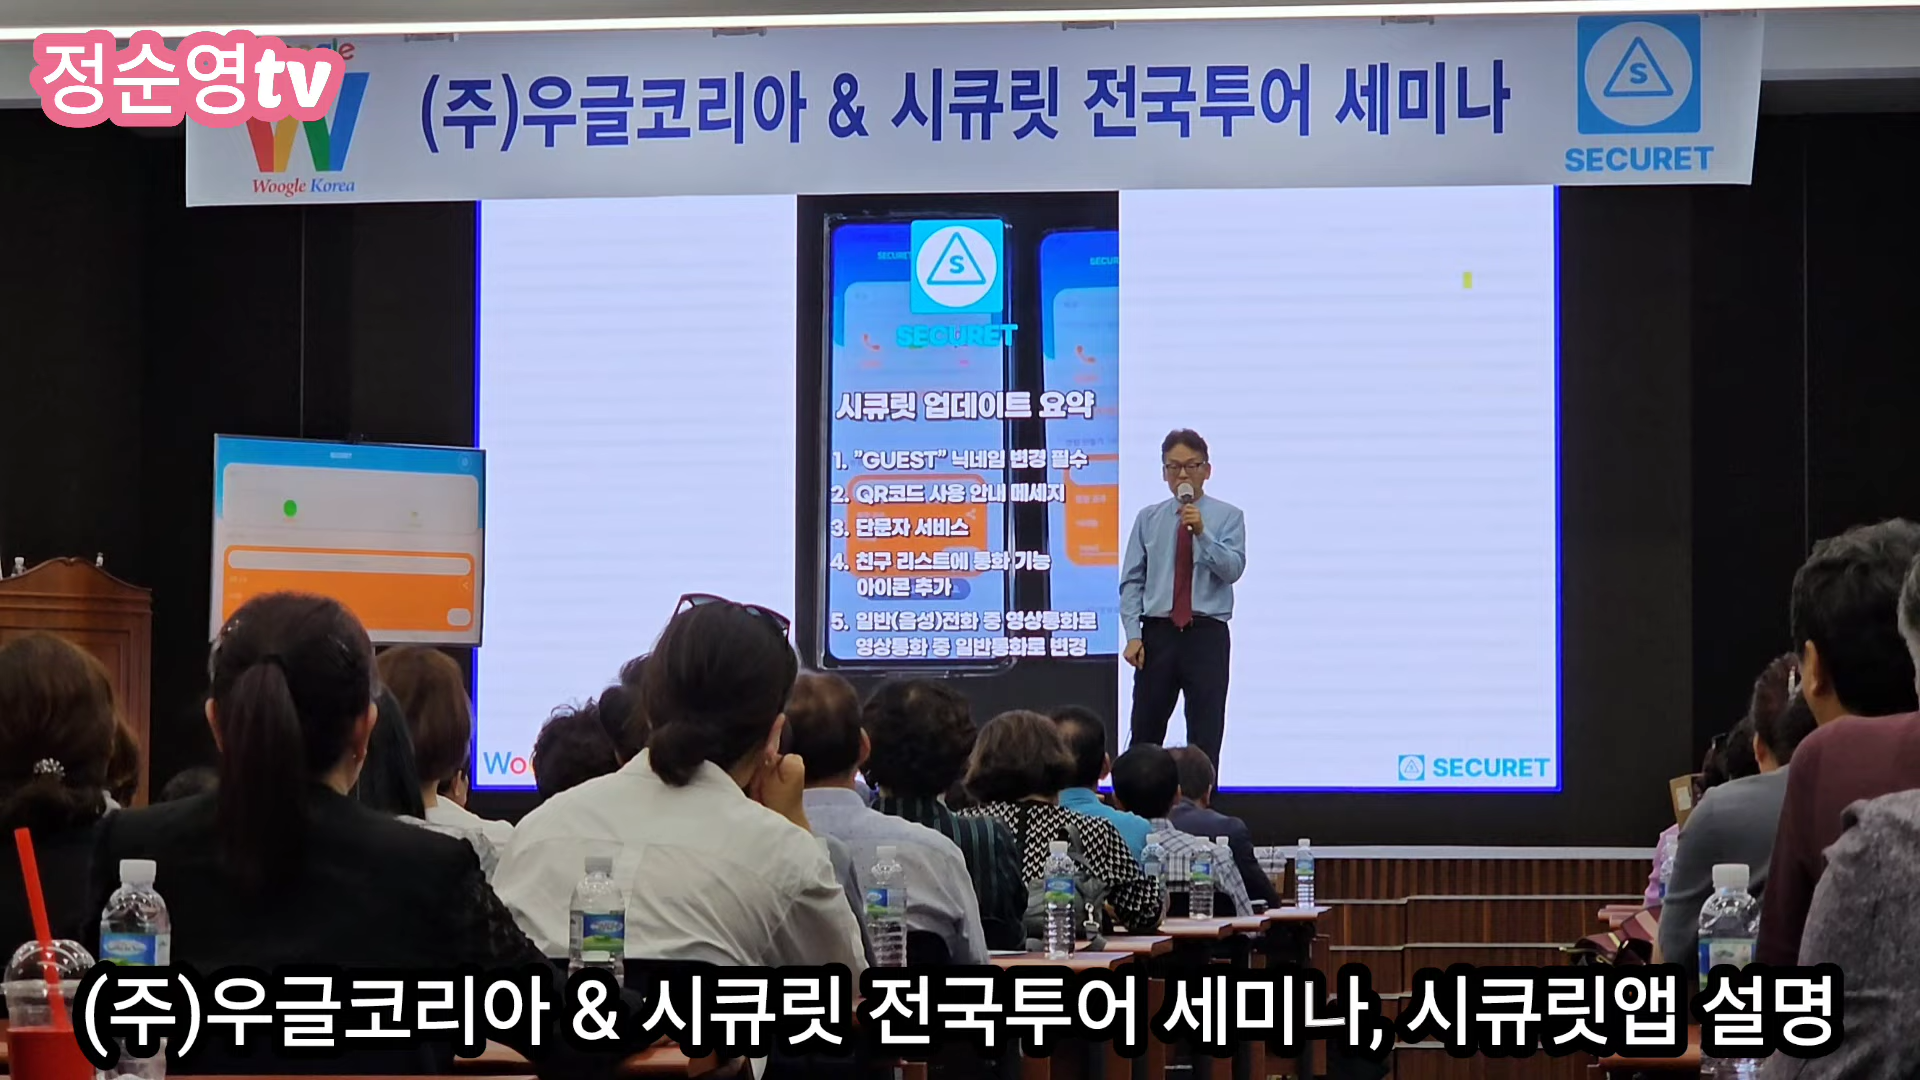 정순영tv
(주)우글코리아 & 시큐릿 전국투어 세미나
Woogle Korea
SECURET
SECURET
시큐릿 업데이트 요약
1. "GUEST" 닉네임 변경 필수
2. QR코드 사용 안내 메세지
3. 단문자 서비스
4. 친구 리스트에 통화 기능
아이콘 추가
5. 일반(음성)전화 중 영상통화로
영상통화 중 일반통화로 변경
SECURET
(주)우글코리아 & 시큐릿 전국투어 세미나, 시큐릿앱 설명